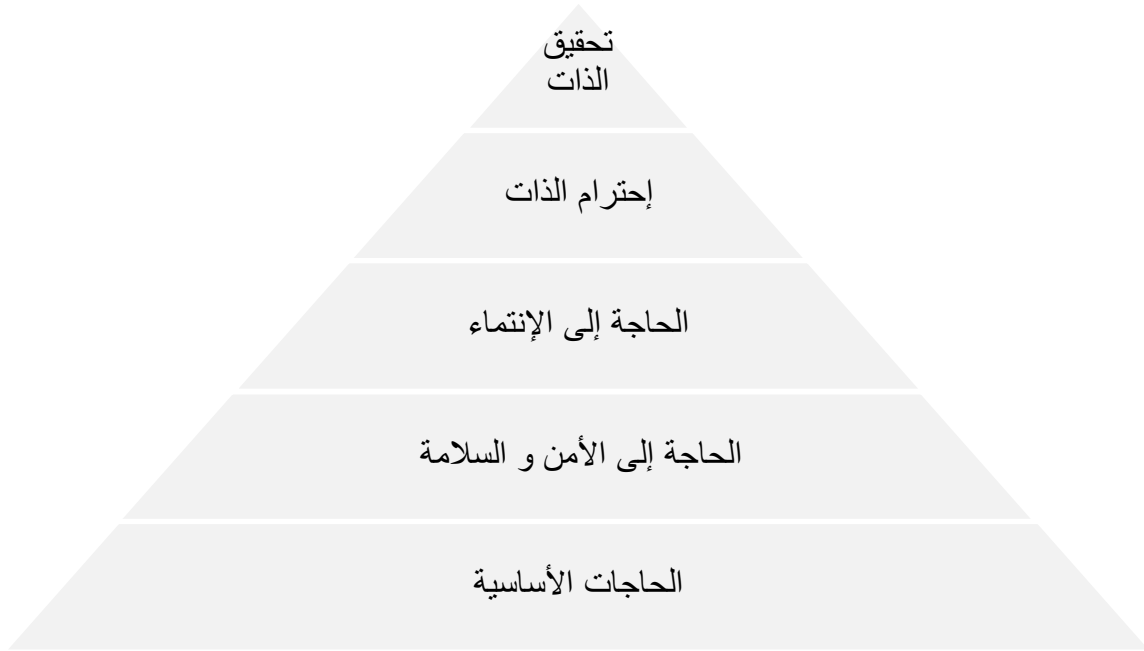 تحقيق
الذات
إحترام الذات
الحاجة إلى الإنتماء
الحاجة إلى الأمن و السلامة
الحاجات الأساسية